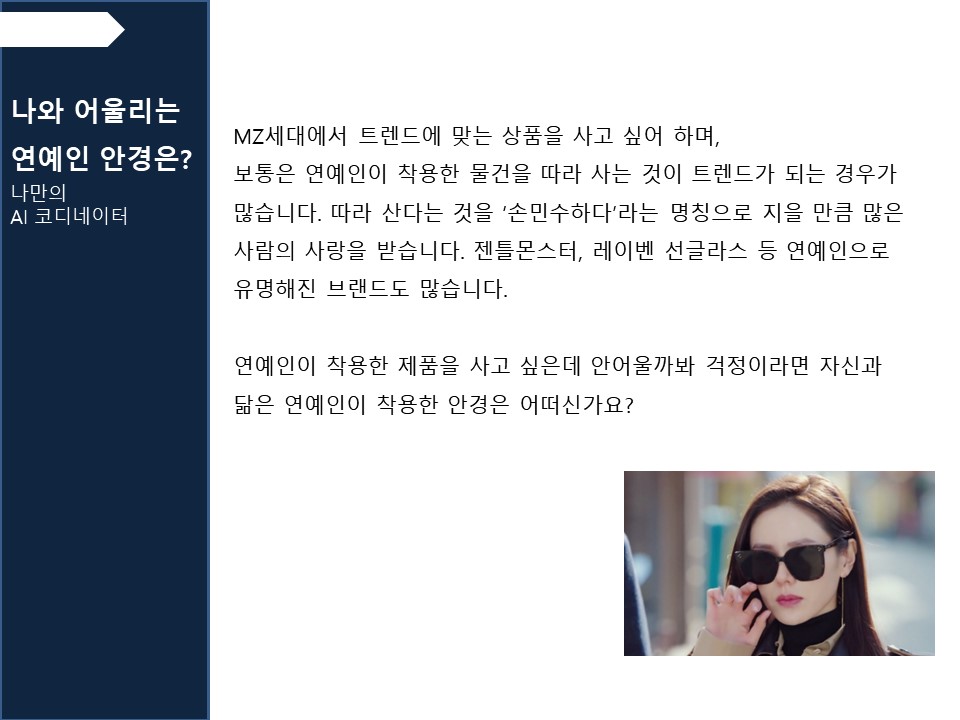 나와 어울리는
연예인 안경은?
나만의
AI 코디네이터
MZ세대에서 트렌드에 맞는 상품을 사고 싶어 하며,
보통은 연예인이 착용한 물건을 따라 사는 것이 트렌드가 되는 경우가
많습니다. 따라 산다는 것을 ‘손민수하다’라는 명칭으로 지을 만큼 많은
사람의 사랑을 받습니다. 젠틀몬스터, 레이벤 선글라스 등 연예인으로
유명해진 브랜드도 많습니다.
연예인이 착용한 제품을 사고 싶은데 안어울까봐 걱정이라면 자신과
닮은 연예인이 착용한 안경은 어떠신가요?